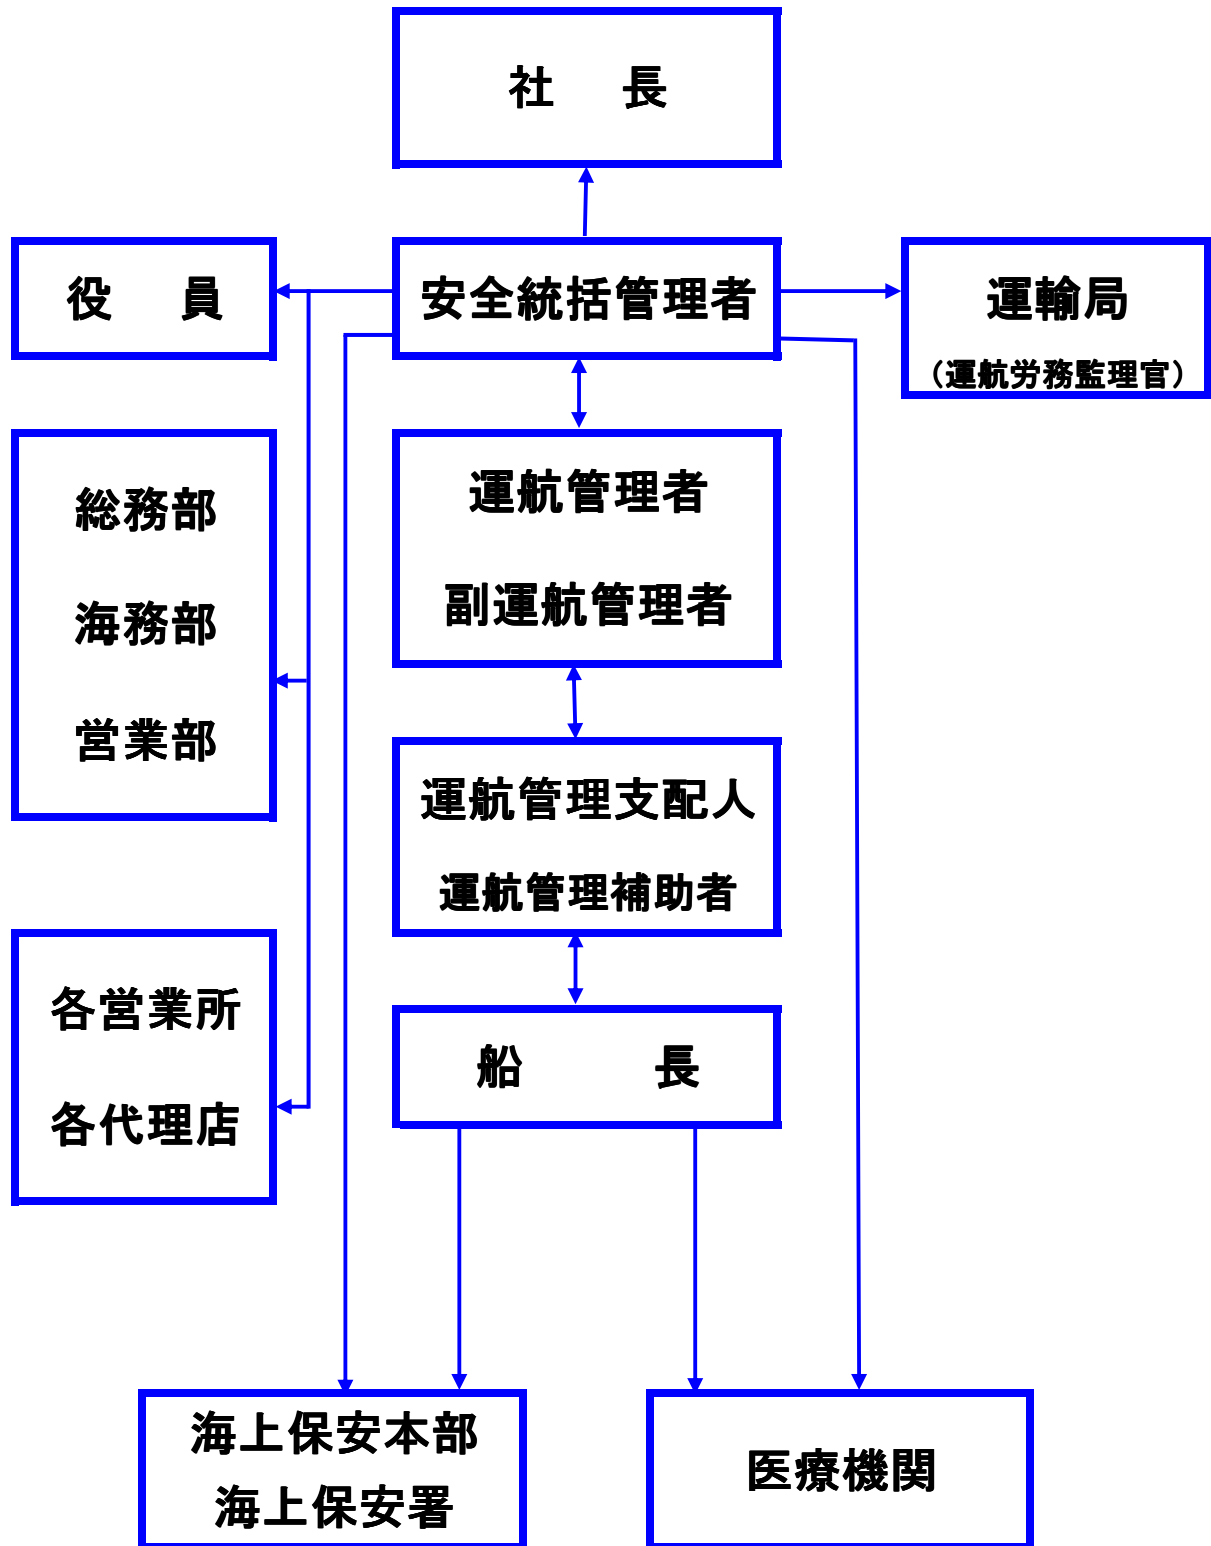 社 長
役 員
安全統括管理者
運輸局
（運航労務監理官）
総務部
海務部
営業部
運航管理者
副運航管理者
運航管理支配人
運航管理補助者
各営業所
各代理店
船 長
海上保安本部
海上保安署
医療機関